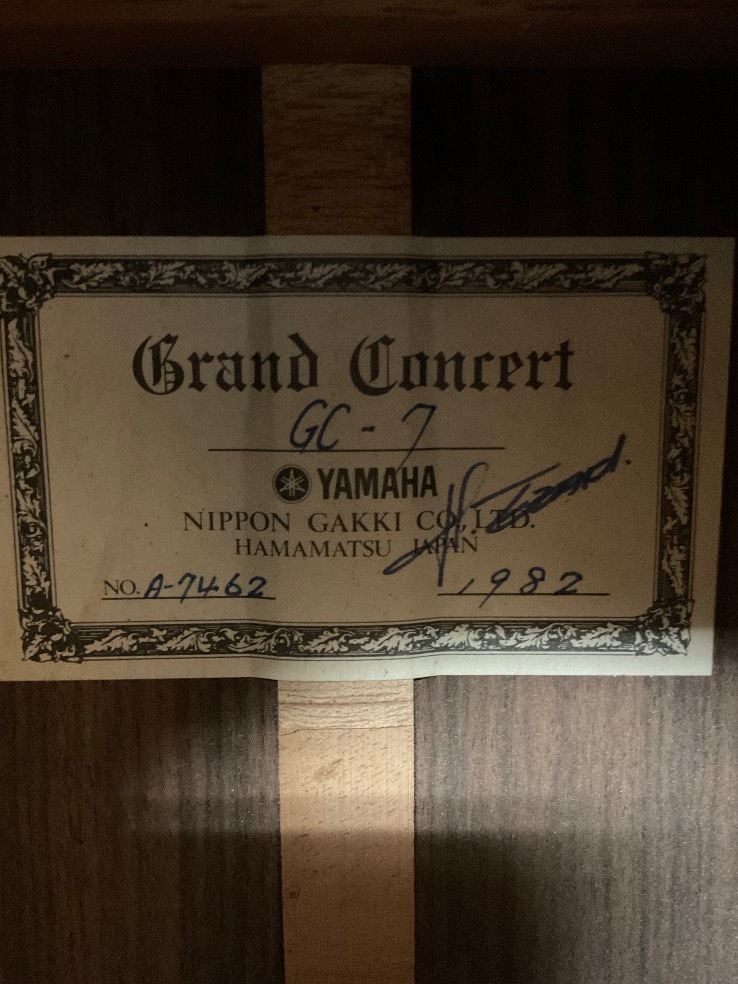 Grand Concert
GC-7
YAMAHA
NIPPON GAKKI CO., LTD.
HAMAMATSU JAPAN
NO. A-7462
1982